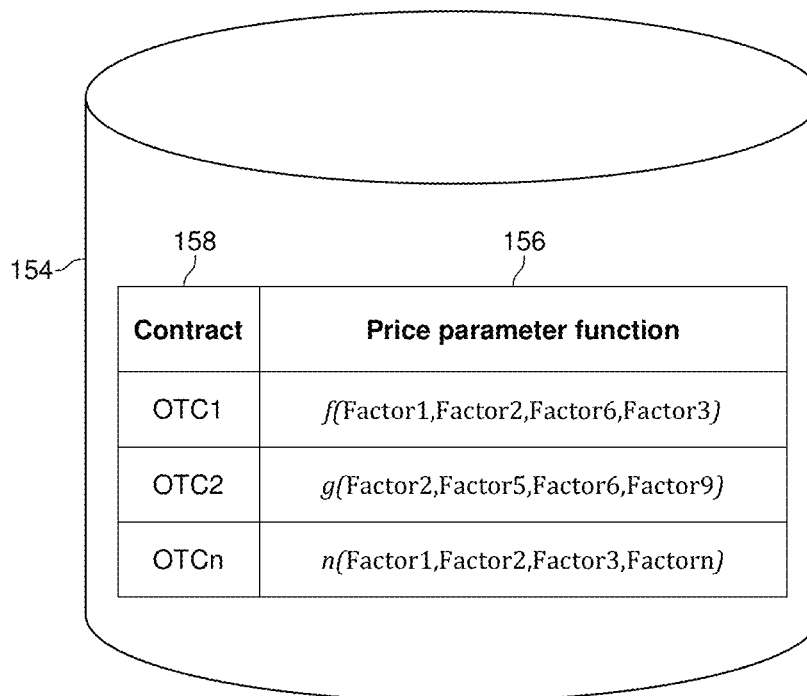 158
156
154
Contract
Price parameter function
OTC1
f(Factor1,Factor2,Factor6,Factor3)
OTC2
g(Factor2,Factor5,Factor6,Factor9)
OTCn
n(Factor1,Factor2,Factor3,Factorn)